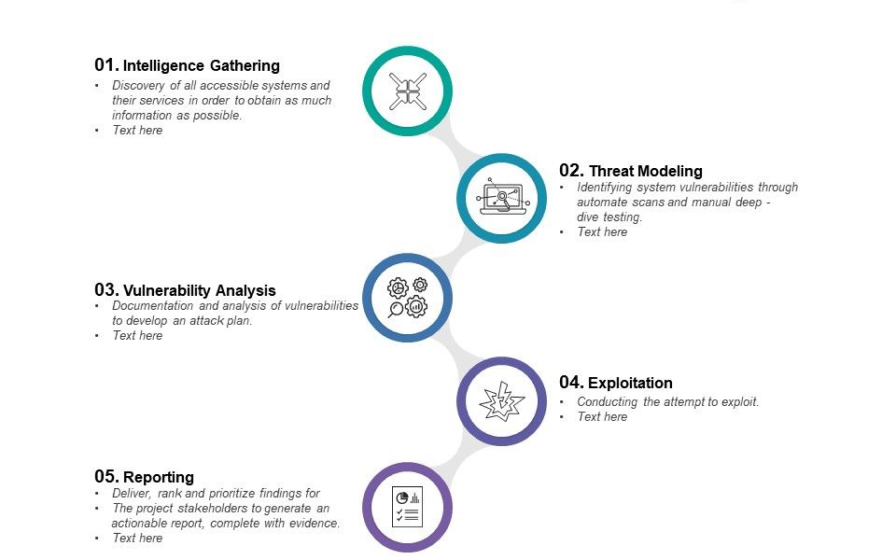 01. Intelligence Gathering
• Discovery of all accessible systems and
their services in order to obtain as much
information as possible.
• Text here
02. Threat Modeling
• Identifying system vulnerabilities through
automate scans and manual deep -
dive testing.
• Text here
03. Vulnerability Analysis
• Documentation and analysis of vulnerabilities
to develop an attack plan.
• Text here
04. Exploitation
• Conducting the attempt to exploit.
• Text here
05. Reporting
• Deliver, rank and prioritize findings for
• The project stakeholders to generate an
actionable report, complete with evidence.
• Text here